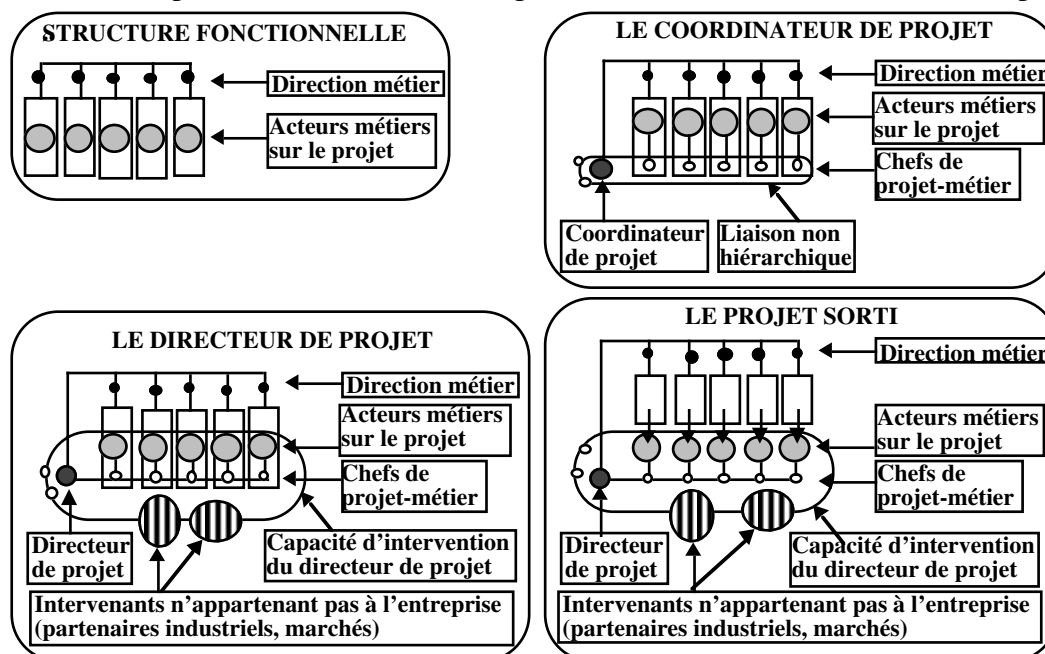 STRUCTURE FONCTIONNELLE
Direction métier
Acteurs métiers
sur le projet
LE COORDINATEUR DE PROJET
Direction métier
Acteurs métiers
sur le projet
Chefs de
projet-métier
Coordinateur
de projet
Liaison non
hiérarchique
LE DIRECTEUR DE PROJET
Direction métier
Acteurs métiers
sur le projet
Chefs de
projet-métier
Directeur
de projet
Capacité d’intervention
du directeur de projet
Intervenants n’appartenant pas à l’entreprise
(partenaires industriels, marchés)
LE PROJET SORTI
Direction métier
Acteurs métiers
sur le projet
Chefs de
projet-métier
Directeur
de projet
Capacité d’intervention
du directeur de projet
Intervenants n’appartenant pas à l’entreprise
(partenaires industriels, marchés)